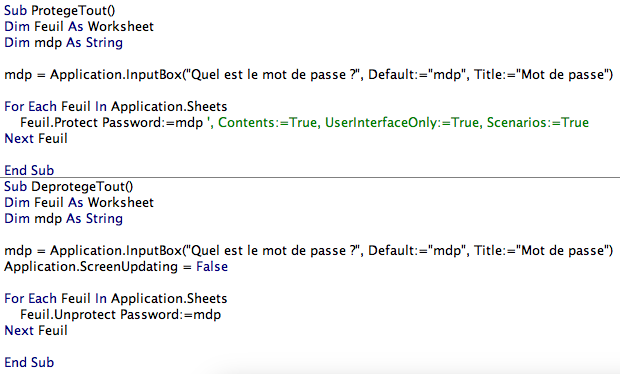 Sub ProtegeTout()
Dim Feuil As Worksheet
Dim mdp As String
mdp = Application.InputBox("Quel est le mot de passe ?", Default:="mdp", Title:="Mot de passe")
For Each Feuil In Application.Sheets
Feuil.Protect Password:=mdp ', Contents:=True, UserInterfaceOnly:=True, Scenarios:=True
Next Feuil
End Sub
Sub DeprotegeTout()
Dim Feuil As Worksheet
Dim mdp As String
mdp = Application.InputBox("Quel est le mot de passe ?", Default:="mdp", Title:="Mot de passe")
Application.ScreenUpdating = False
For Each Feuil In Application.Sheets
Feuil.Unprotect Password:=mdp
Next Feuil
End Sub